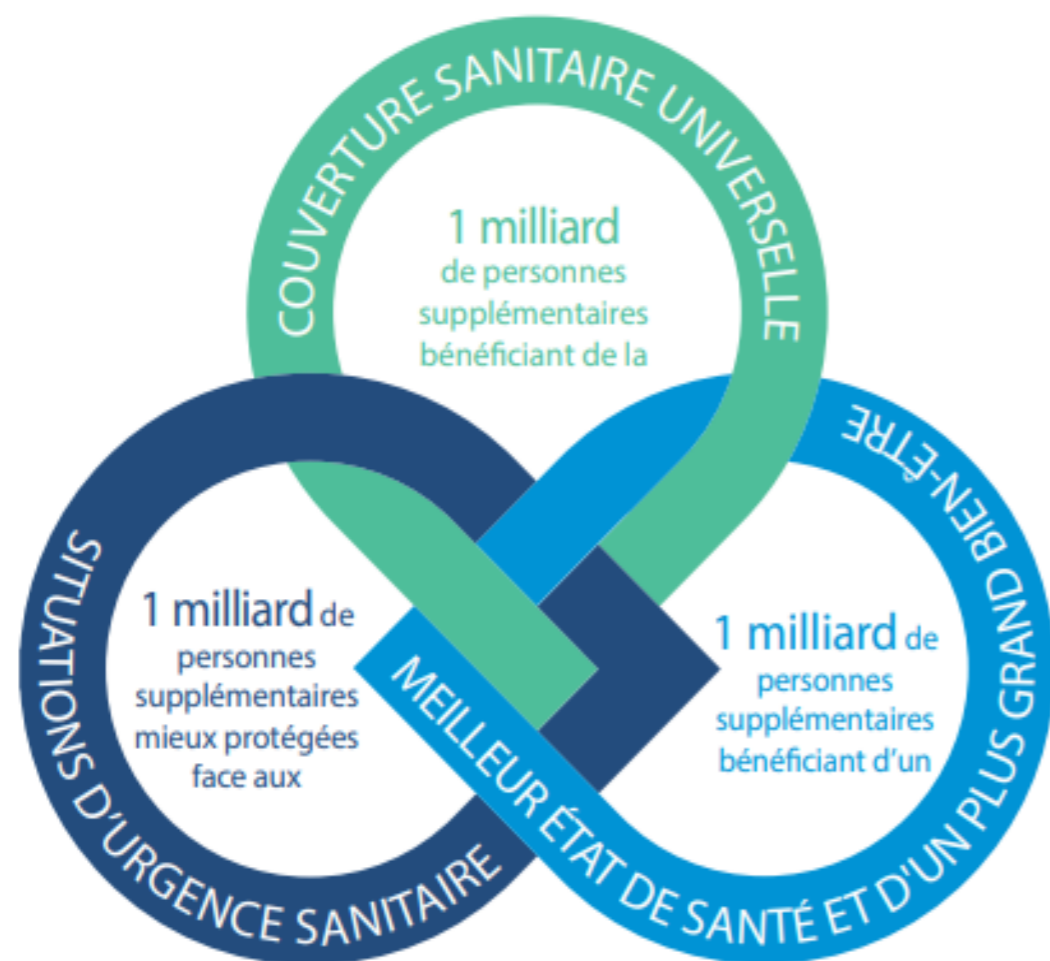 COUVERTURE SANITAIRE UNIVERSELLE
1 milliard
de personnes
supplémentaires
bénéficiant de la
SITUATIONS D'URGENCE SANITAIRE
1 milliard de
personnes
supplémentaires
mieux protégées
face aux
MEILLEUR ÉTAT DE SANTÉ ET D'UN PLUS GRAND BIEN-ÊTRE
1 milliard de
personnes
supplémentaires
bénéficiant d'un